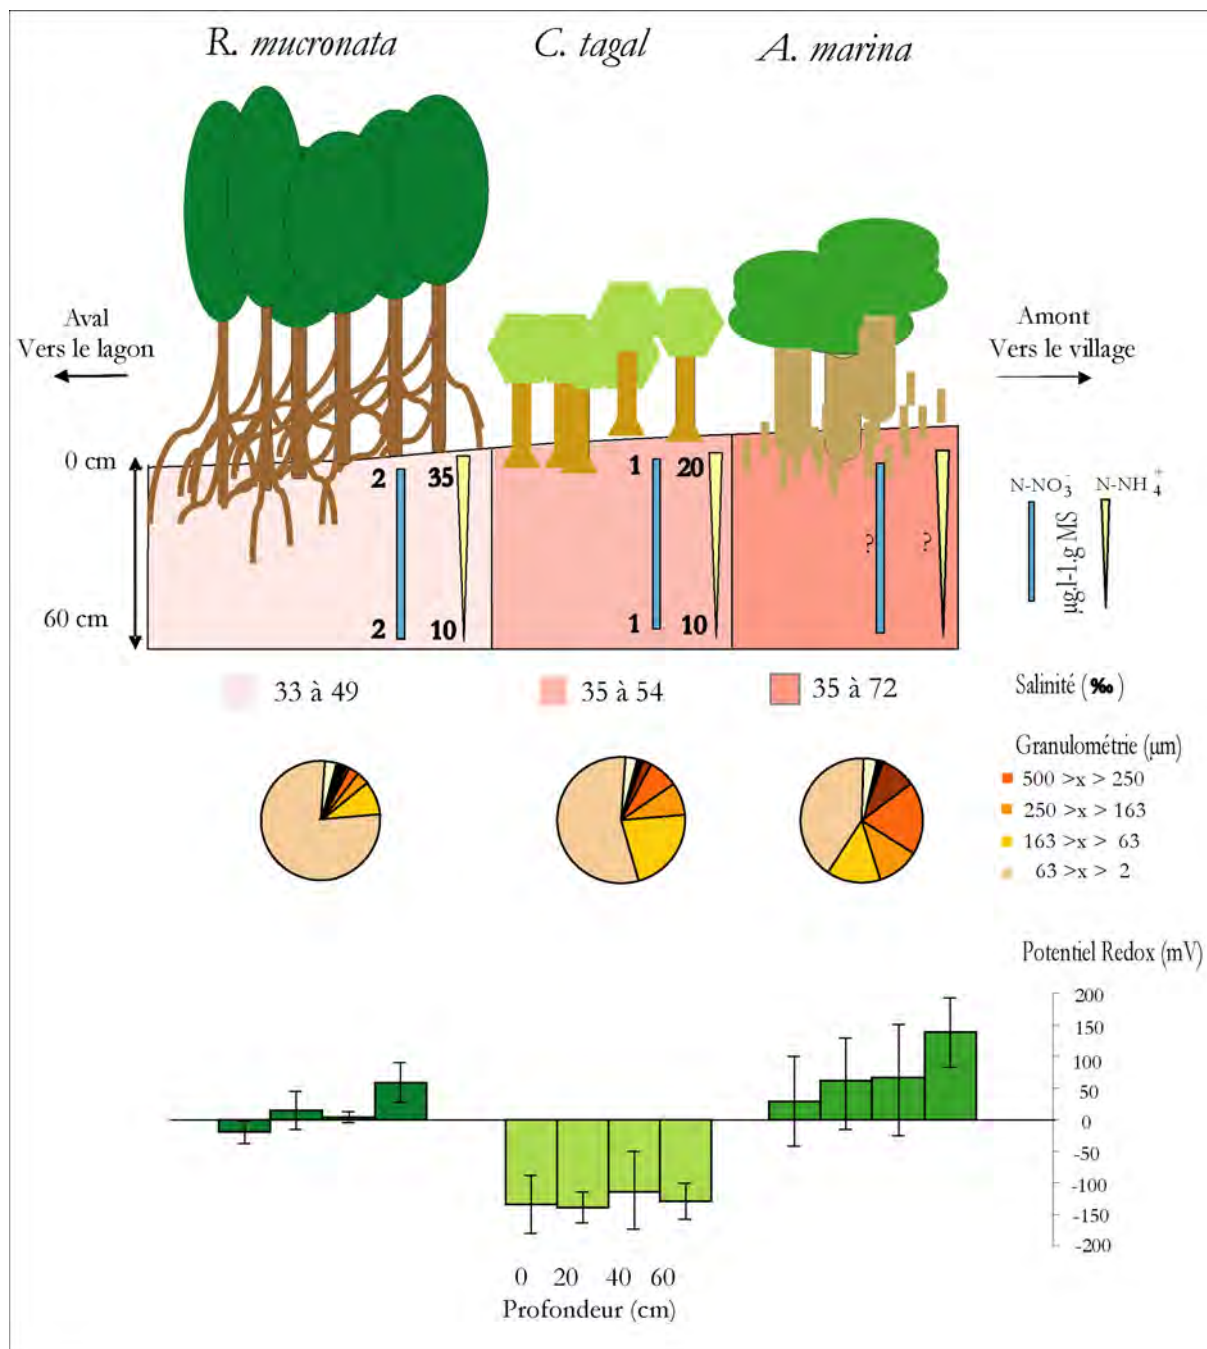 R. mucronata
C. tagal
A. marina
Aval
Vers le lagon
Amont
Vers le village
0 cm
60 cm
2
35
1
20
?
?
2
10
1
10
N-NO3-
N-NH4+
µg.l-1.g MS
33 à 49
35 à 54
35 à 72
Salinité (‰)
Granulométrie (µm)
500 >x > 250
250 >x > 163
163 >x > 63
63 >x > 2
Potentiel Redox (mV)
200
150
100
50
0
-50
-100
-150
-200
0 20 40 60
Profondeur (cm)